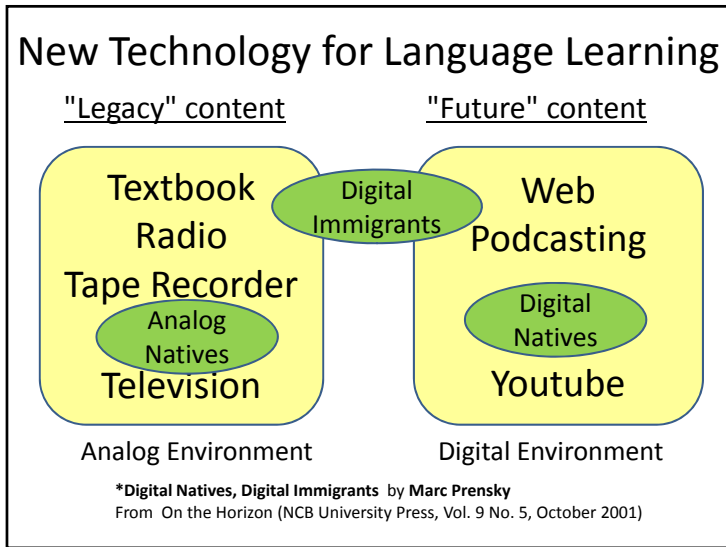 New Technology for Language Learning
"Legacy" content
"Future" content
Textbook
Radio
Tape Recorder
Analog
Natives
Television
Digital
Immigrants
Web
Podcasting
Digital
Natives
Youtube
Analog Environment
Digital Environment
*Digital Natives, Digital Immigrants by Marc Prensky
From On the Horizon (NCB University Press, Vol. 9 No. 5, October 2001)